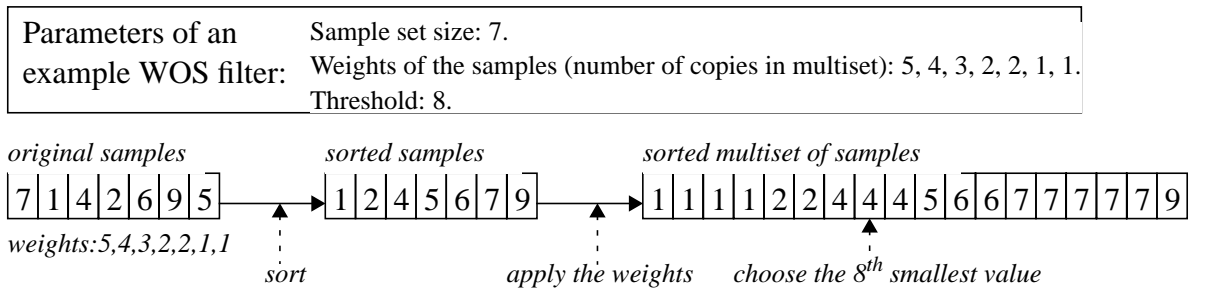 Parameters of an
example WOS filter:
Sample set size: 7.
Weights of the samples (number of copies in multiset): 5, 4, 3, 2, 2, 1, 1.
Threshold: 8.
original samples
7 1 4 2 6 9 5
weights:5,4,3,2,2,1,1
sort
sorted samples
1 2 4 5 6 7 9
apply the weights
sorted multiset of samples
1 1 1 1 2 2 4 4 4 5 6 6 7 7 7 7 7 9
choose the 8th smallest value